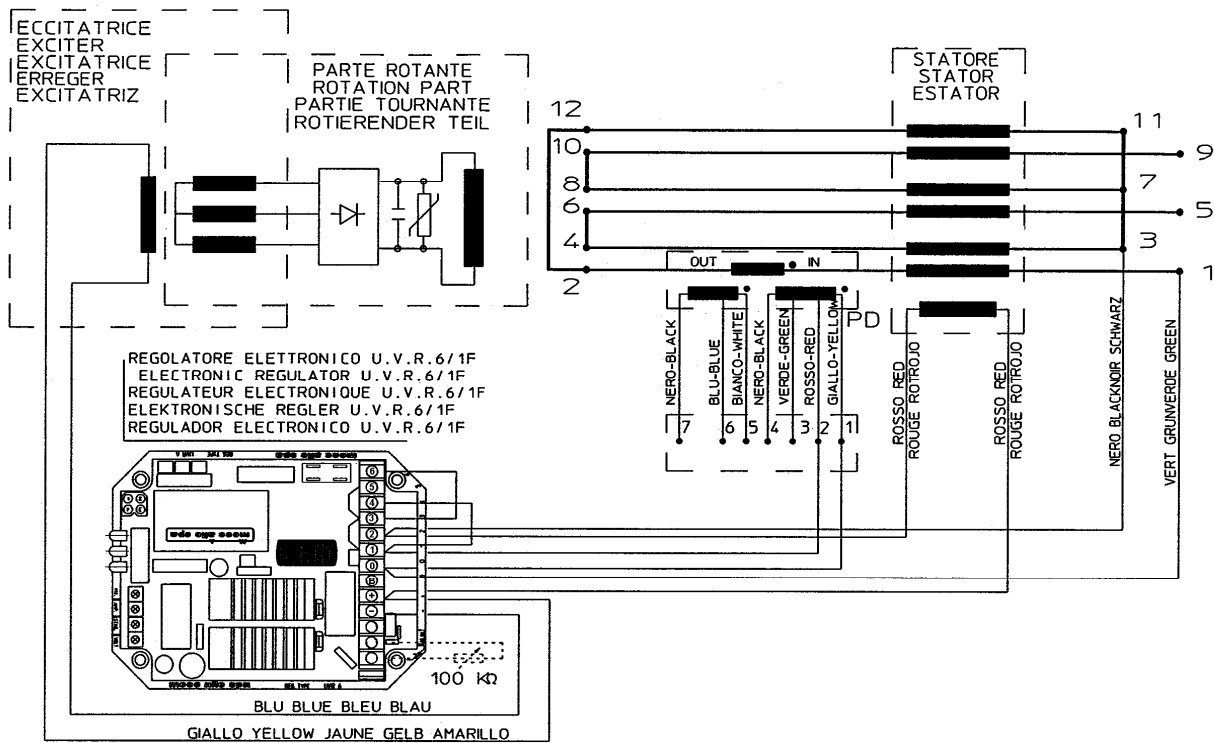 ECCITATRICE
EXCITER
EXCITATRICE
ERREGER
EXCITATRIZ
PARTE ROTANTE
ROTATION PART
PARTIE TOURNANTE
ROTIERENDER TEIL
STATORE
STATOR
ESTATOR
12
11
10
9
8
7
6
5
4
3
2
1
OUT
IN
PD
NERO-BLACK
BLU-BLUE
BIANCO-WHITE
NERO-BLACK
VERDE-GREEN
ROSSO-RED
GIALLO-YELLOW
7
6
5
4
3
2
1
ROSSO RED
ROUGE ROTROJO
ROSSO RED
ROUGE ROTROJO
NERO BLACKNOIR SCHWARZ
VERT GRUNVERDE GREEN
REGOLATORE ELETTRONICO U.V.R.6/1F
ELECTRONIC REGULATOR U.V.R.6/1F
REGULATEUR ELECTRONIQUE U.V.R.6/1F
ELEKTRONISCHE REGLER U.V.R.6/1F
REGULADOR ELECTRONICO U.V.R.6/1F
6
5
4
3
2
1
0
B
+
-
mecc alte spa
100 KΩ
BLU BLUE BLEU BLAU
GIALLO YELLOW JAUNE GELB AMARILLO